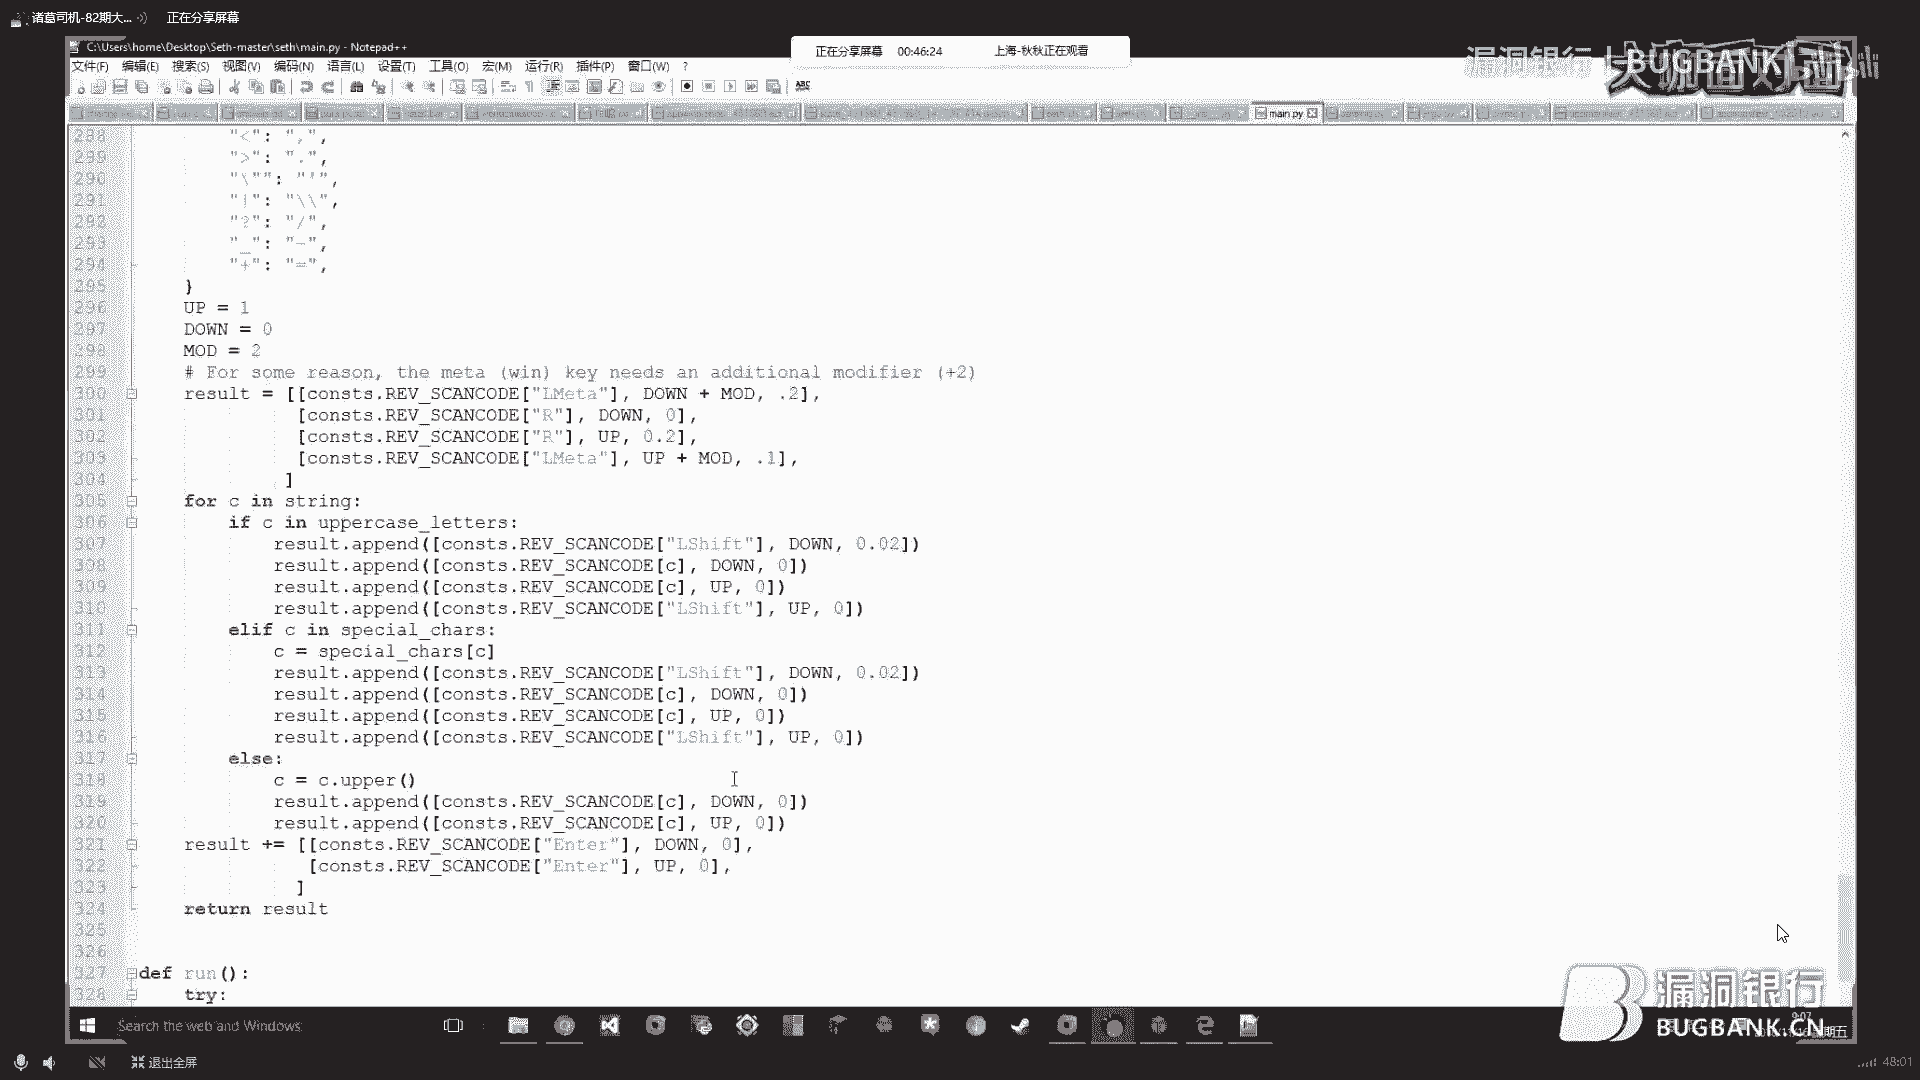 诸葛司机-82期大... 正在分享屏幕
C:\Users\home\Desktop\Seth-master\seth\main.py - Notepad++
正在分享屏幕 00:46:24 上海-秋秋正在观看
漏洞银行 | BUGBANK
文件(F) 编辑(E) 搜索(S) 视图(V) 编码(N) 语言(L) 设置(T) 工具(O) 宏(M) 运行(R) 插件(P) 窗口(W) ?
main.py
"<": ",",
289 ">": ".",
290 "\"": "'",
291 "|": "\\",
292 "?": "/",
293 "_": "-",
294 "+": "=",
295 }
296 UP = 1
297 DOWN = 0
298 MOD = 2
299 # For some reason, the meta (win) key needs an additional modifier (+2)
300 result = [[consts.REV_SCANCODE["LMeta"], DOWN + MOD, .2],
301 [consts.REV_SCANCODE["R"], DOWN, 0],
302 [consts.REV_SCANCODE["R"], UP, 0.2],
303 [consts.REV_SCANCODE["LMeta"], UP + MOD, .1],
304 ]
305 for c in string:
306 if c in uppercase_letters:
307 result.append([consts.REV_SCANCODE["LShift"], DOWN, 0.02])
308 result.append([consts.REV_SCANCODE[c], DOWN, 0])
309 result.append([consts.REV_SCANCODE[c], UP, 0])
310 result.append([consts.REV_SCANCODE["LShift"], UP, 0])
311 elif c in special_chars:
312 c = special_chars[c]
313 result.append([consts.REV_SCANCODE["LShift"], DOWN, 0.02])
314 result.append([consts.REV_SCANCODE[c], DOWN, 0])
315 result.append([consts.REV_SCANCODE[c], UP, 0])
316 result.append([consts.REV_SCANCODE["LShift"], UP, 0])
317 else:
318 c = c.upper()
319 result.append([consts.REV_SCANCODE[c], DOWN, 0])
320 result.append([consts.REV_SCANCODE[c], UP, 0])
321 result += [[consts.REV_SCANCODE["Enter"], DOWN, 0],
322 [consts.REV_SCANCODE["Enter"], UP, 0],
323 ]
324 return result
325
326
327 def run():
328 try:
Search the web and Windows
漏洞银行
BUGBANK.CN
退出全屏
48:01